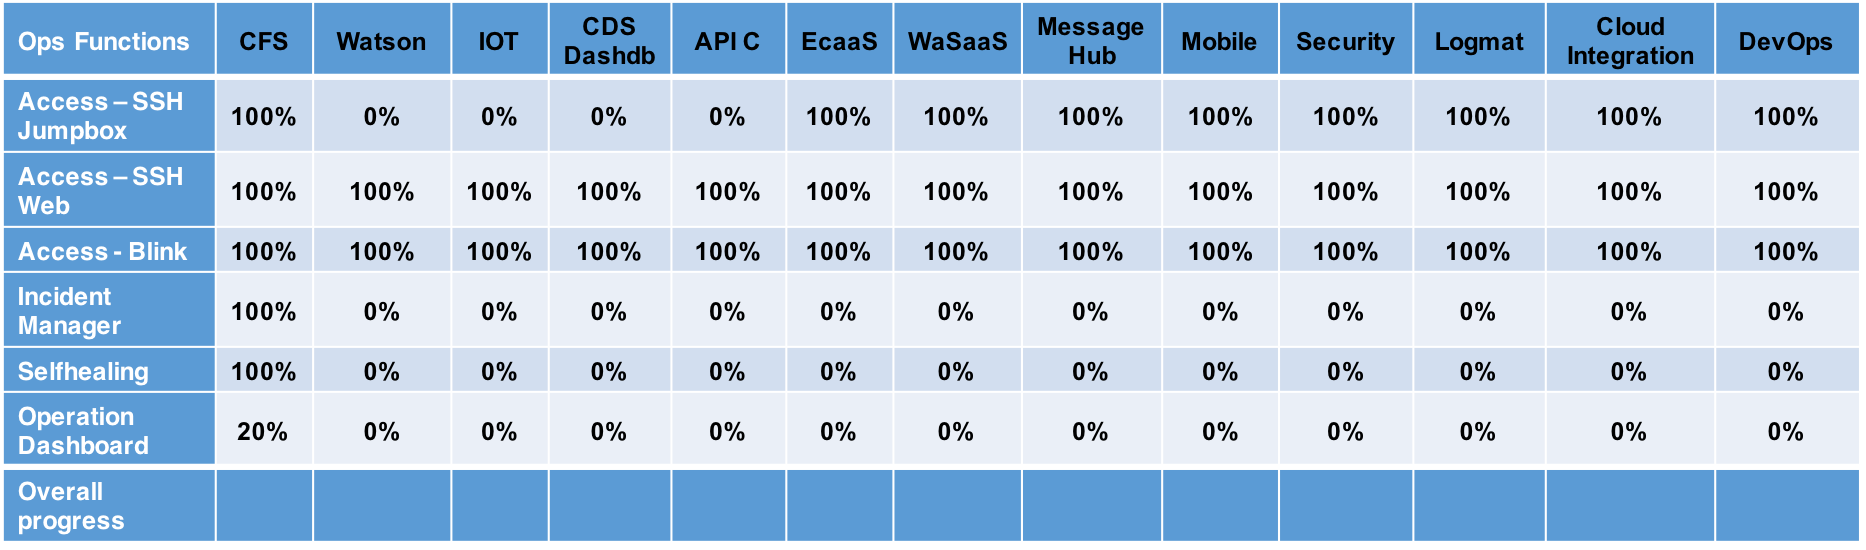 Ops Functions CFS Watson IOT CDS Dashdb API C EcaaS WaSaaS Message Hub Mobile Security Logmat Cloud Integration DevOps
Access – SSH Jumpbox 100% 0% 0% 0% 0% 100% 100% 100% 100% 100% 100% 100% 100%
Access – SSH Web 100% 100% 100% 100% 100% 100% 100% 100% 100% 100% 100% 100% 100%
Access - Blink 100% 100% 100% 100% 100% 100% 100% 100% 100% 100% 100% 100% 100%
Incident Manager 100% 0% 0% 0% 0% 0% 0% 0% 0% 0% 0% 0% 0%
Selfhealing 100% 0% 0% 0% 0% 0% 0% 0% 0% 0% 0% 0% 0%
Operation Dashboard 20% 0% 0% 0% 0% 0% 0% 0% 0% 0% 0% 0% 0%
Overall progress